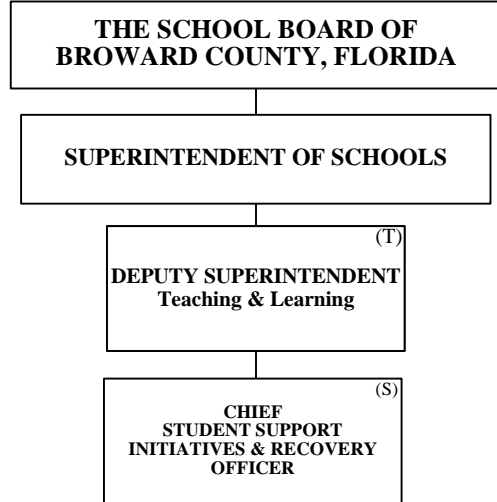 THE SCHOOL BOARD OF
BROWARD COUNTY, FLORIDA
SUPERINTENDENT OF SCHOOLS
(T)
DEPUTY SUPERINTENDENT
Teaching & Learning
(S)
CHIEF
STUDENT SUPPORT
INITIATIVES & RECOVERY
OFFICER